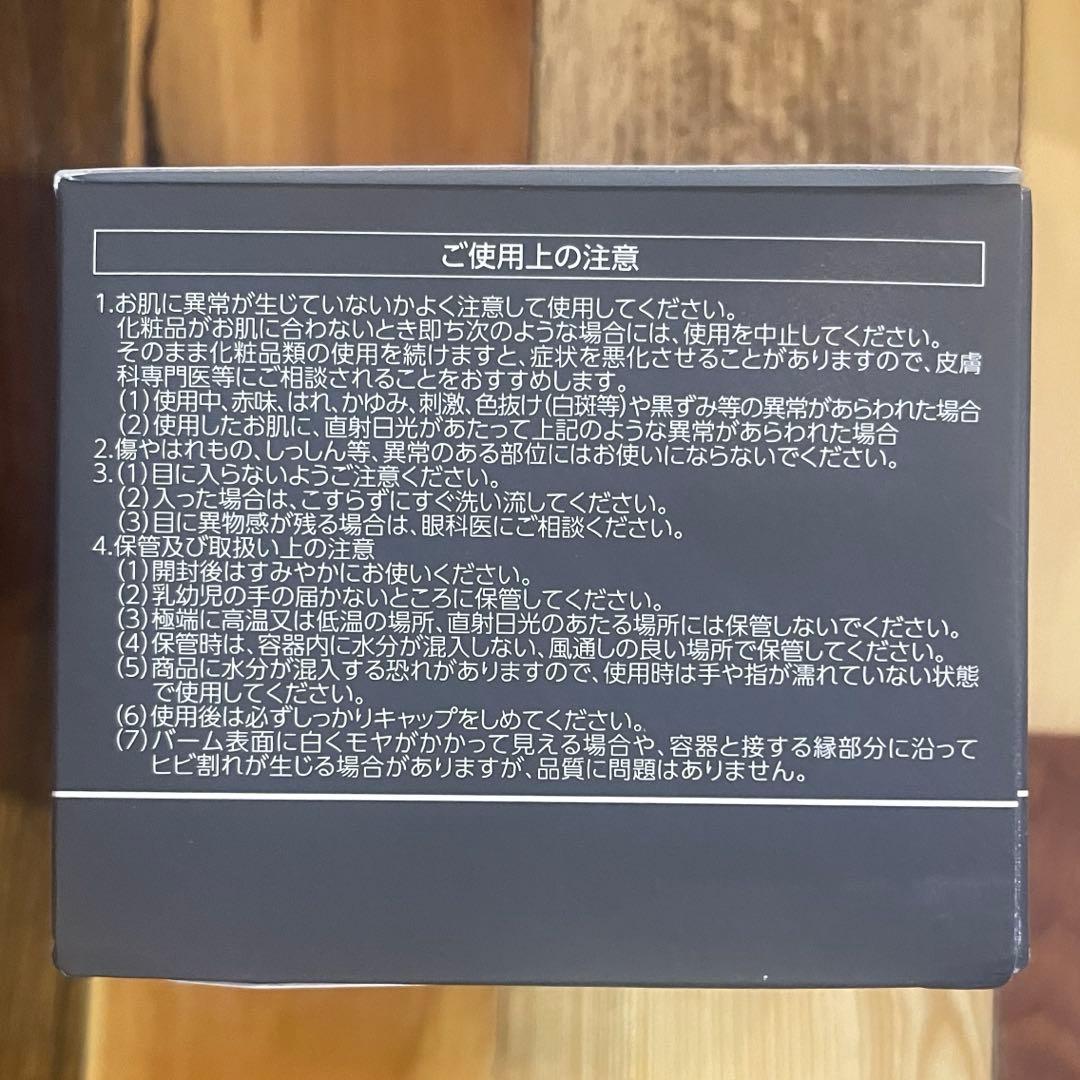 ご使用上の注意
1.お肌に異常が生じていないかよく注意して使用してください。
化粧品がお肌に合わないとき即ち次のような場合には、使用を中止してください。
そのまま化粧品類の使用を続けますと、症状を悪化させることがありますので、皮膚
科専門医等にご相談されることをおすすめします。
(1)使用中、赤味、はれ、かゆみ、刺激、色抜け(白斑等)や黒ずみ等の異常があらわれた場合
(2)使用したお肌に、直射日光があたって上記のような異常があらわれた場合
2.傷やはれもの、しっしん等、異常のある部位にはお使いにならないでください。
3.(1)目に入らないようご注意ください。
(2)入った場合は、こすらずにすぐ洗い流してください。
(3)目に異物感が残る場合は、眼科医にご相談ください。
4.保管及び取扱い上の注意
(1)開封後はすみやかにお使いください。
(2)乳幼児の手の届かないところに保管してください。
(3)極端に高温又は低温の場所、直射日光のあたる場所には保管しないでください。
(4)保管時は、容器内に水分が混入しない、風通しの良い場所で保管してください。
(5)商品に水分が混入する恐れがありますので、使用時は手や指が濡れていない状態
で使用してください。
(6)使用後は必ずしっかりキャップをしめてください。
(7)バーム表面に白くモヤがかかって見える場合や、容器と接する縁部分に沿って
ヒビ割れが生じる場合がありますが、品質に問題はありません。